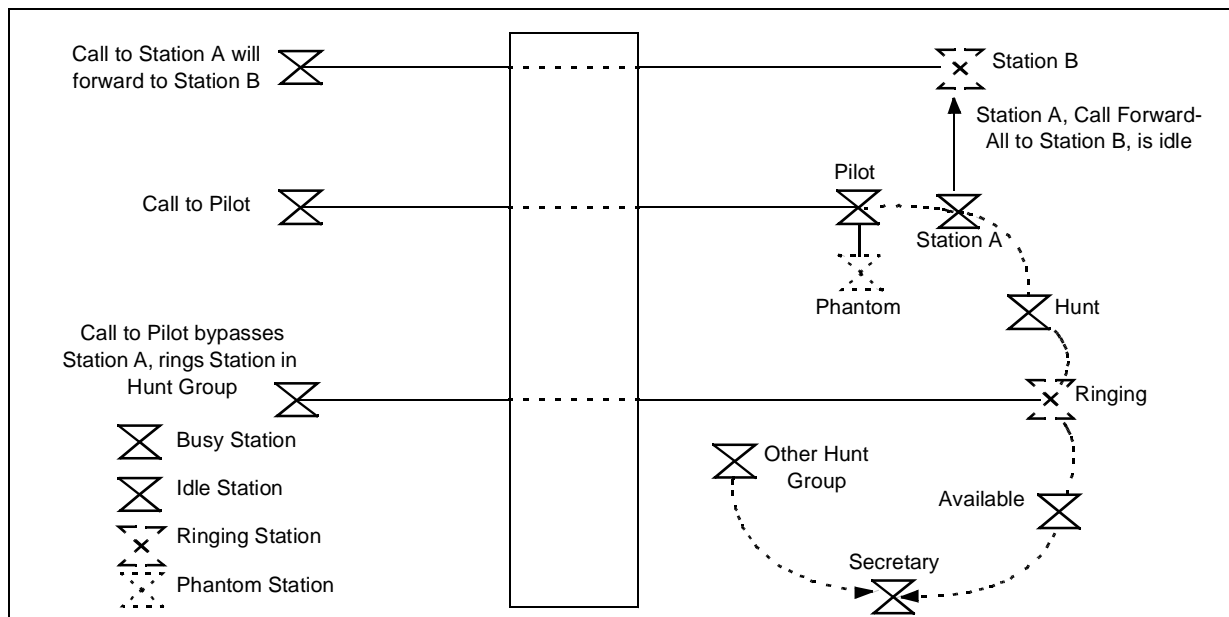 Call to Station A will
forward to Station B
Station B
Station A, Call Forward-
All to Station B, is idle
Pilot
Call to Pilot
Station A
Phantom
Hunt
Call to Pilot bypasses
Station A, rings Station in
Hunt Group
Ringing
Busy Station
Other Hunt
Group
Idle Station
Available
Ringing Station
Secretary
Phantom Station